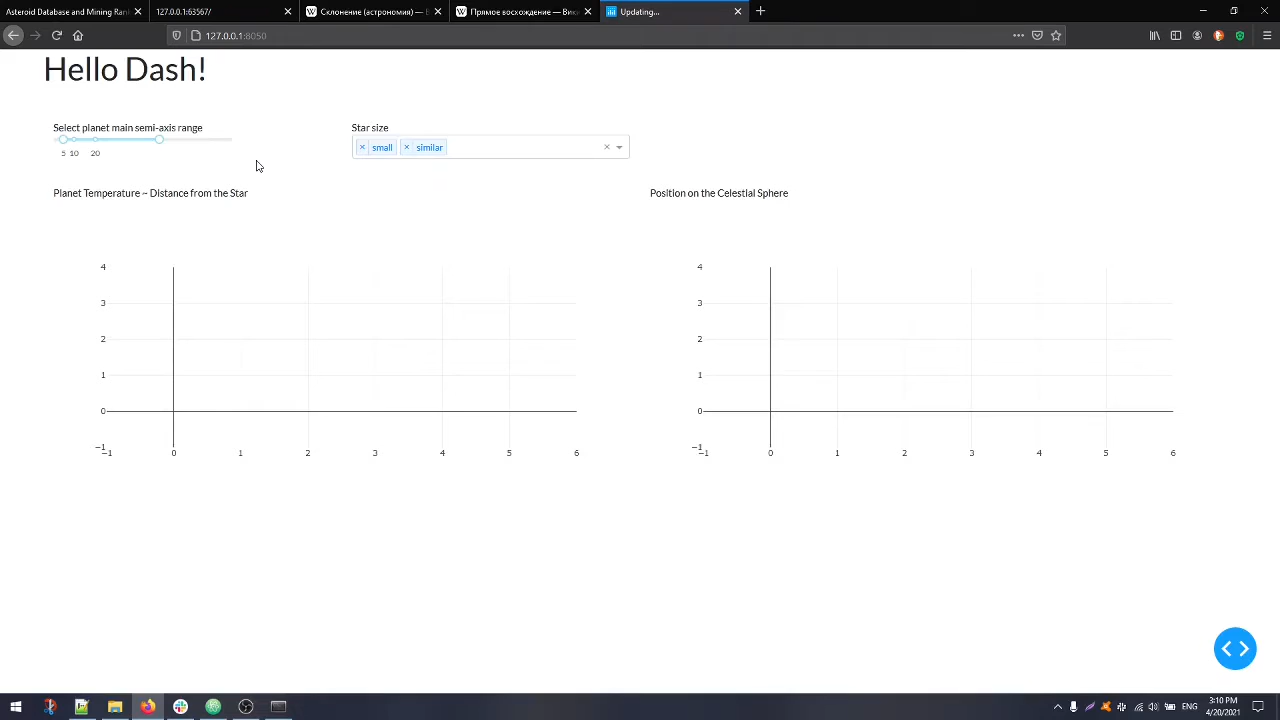 Asteroid Database and Mining Rank
127.0.0.1:63567/
Склонение (астрономия) — В
Прямое восхождение — Вики
Updating...
127.0.0.1:8050
Hello Dash!
Select planet main semi-axis range
5 10 20
Star size
× small × similar
Planet Temperature ~ Distance from the Star
Position on the Celestial Sphere
4
3
2
1
0
−1
−1 0 1 2 3 4 5 6
4
3
2
1
0
−1
−1 0 1 2 3 4 5 6
ENG
3:10 PM
4/20/2021